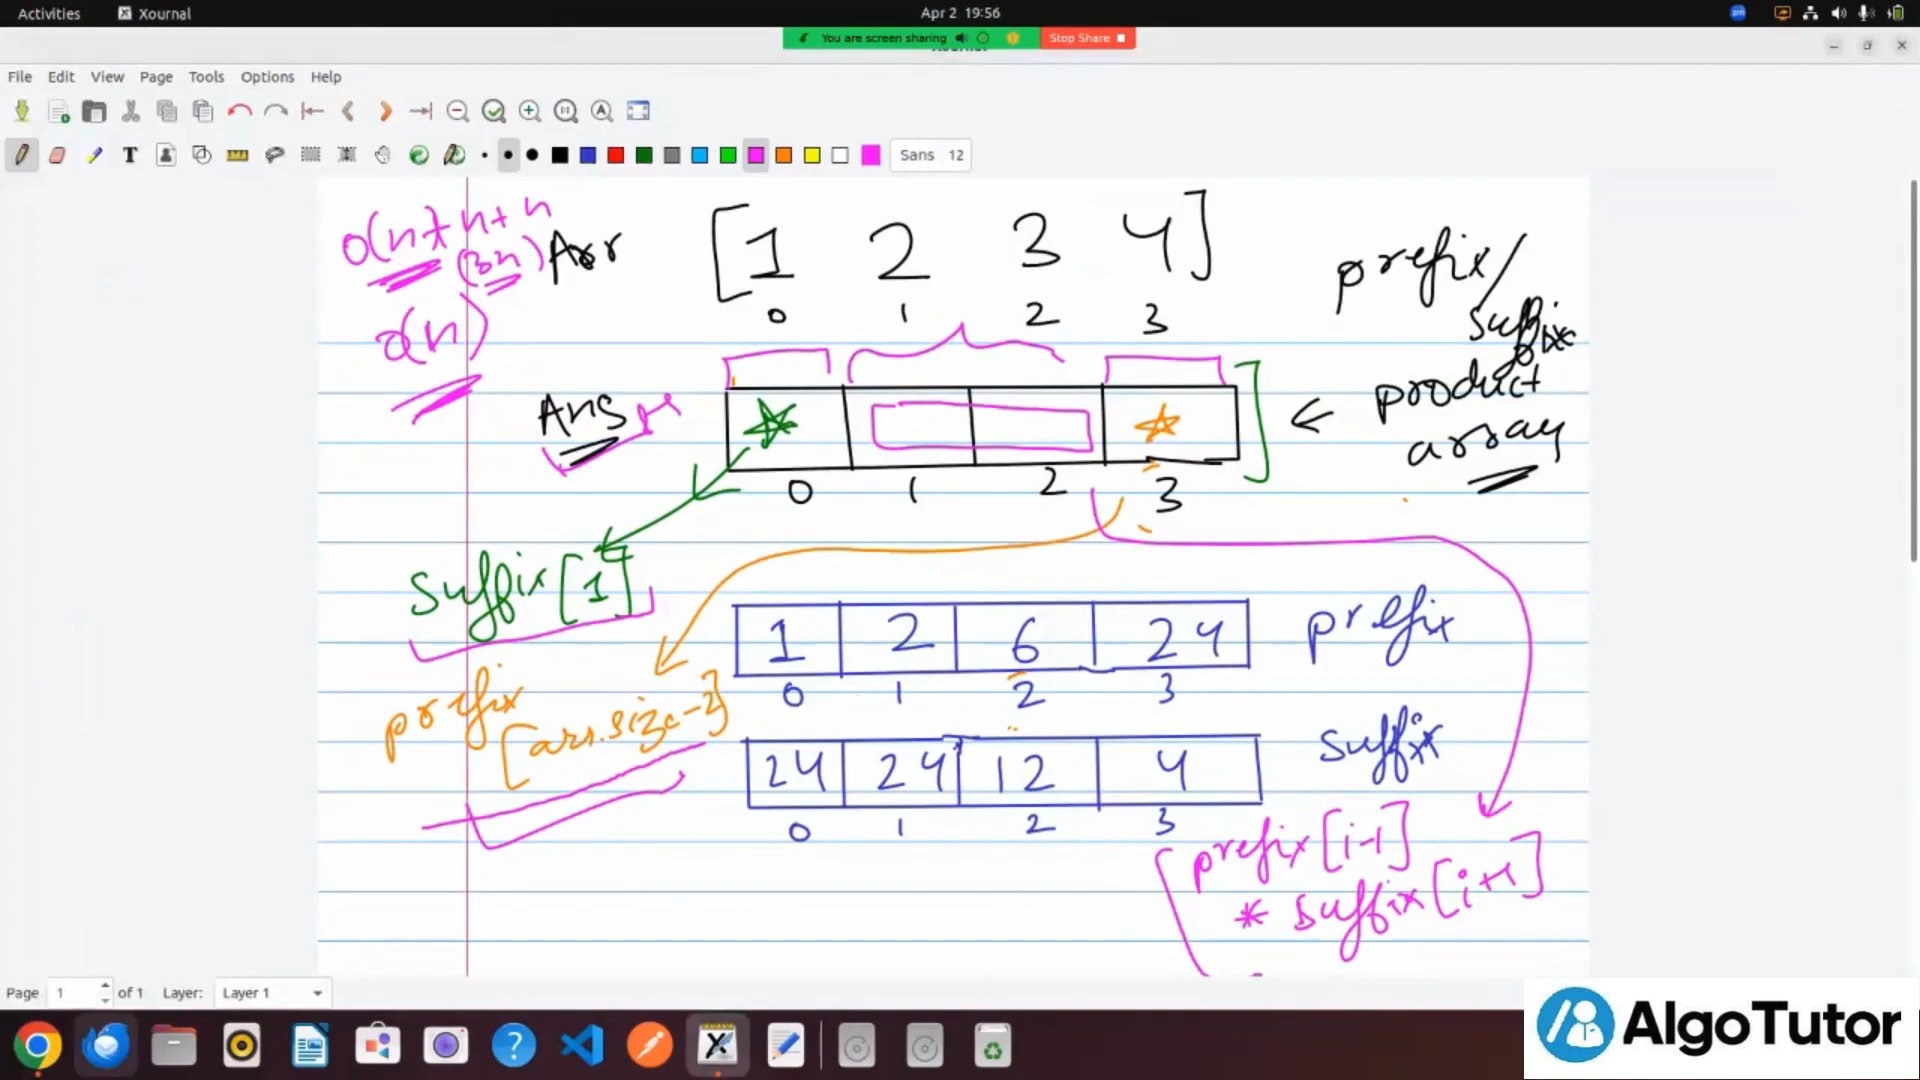 Activities Xournal Apr 2 19:56 zm
You are screen sharing Stop Share
File Edit View Page Tools Options Help
Sans 12
O(n)+n+n
(3n)
O(n)
Arr [1 2 3 4]
0 1 2 3
prefix/
suffix
product
array
Ans
0 1 2 3
suffix[1]
1 2 6 24 prefix
0 1 2 3
prefix
[arr.size-2]
24 24 12 4 suffix
0 1 2 3
prefix[i-1]
* suffix[i+1]
Page 1 of 1 Layer: Layer 1
AlgoTutor